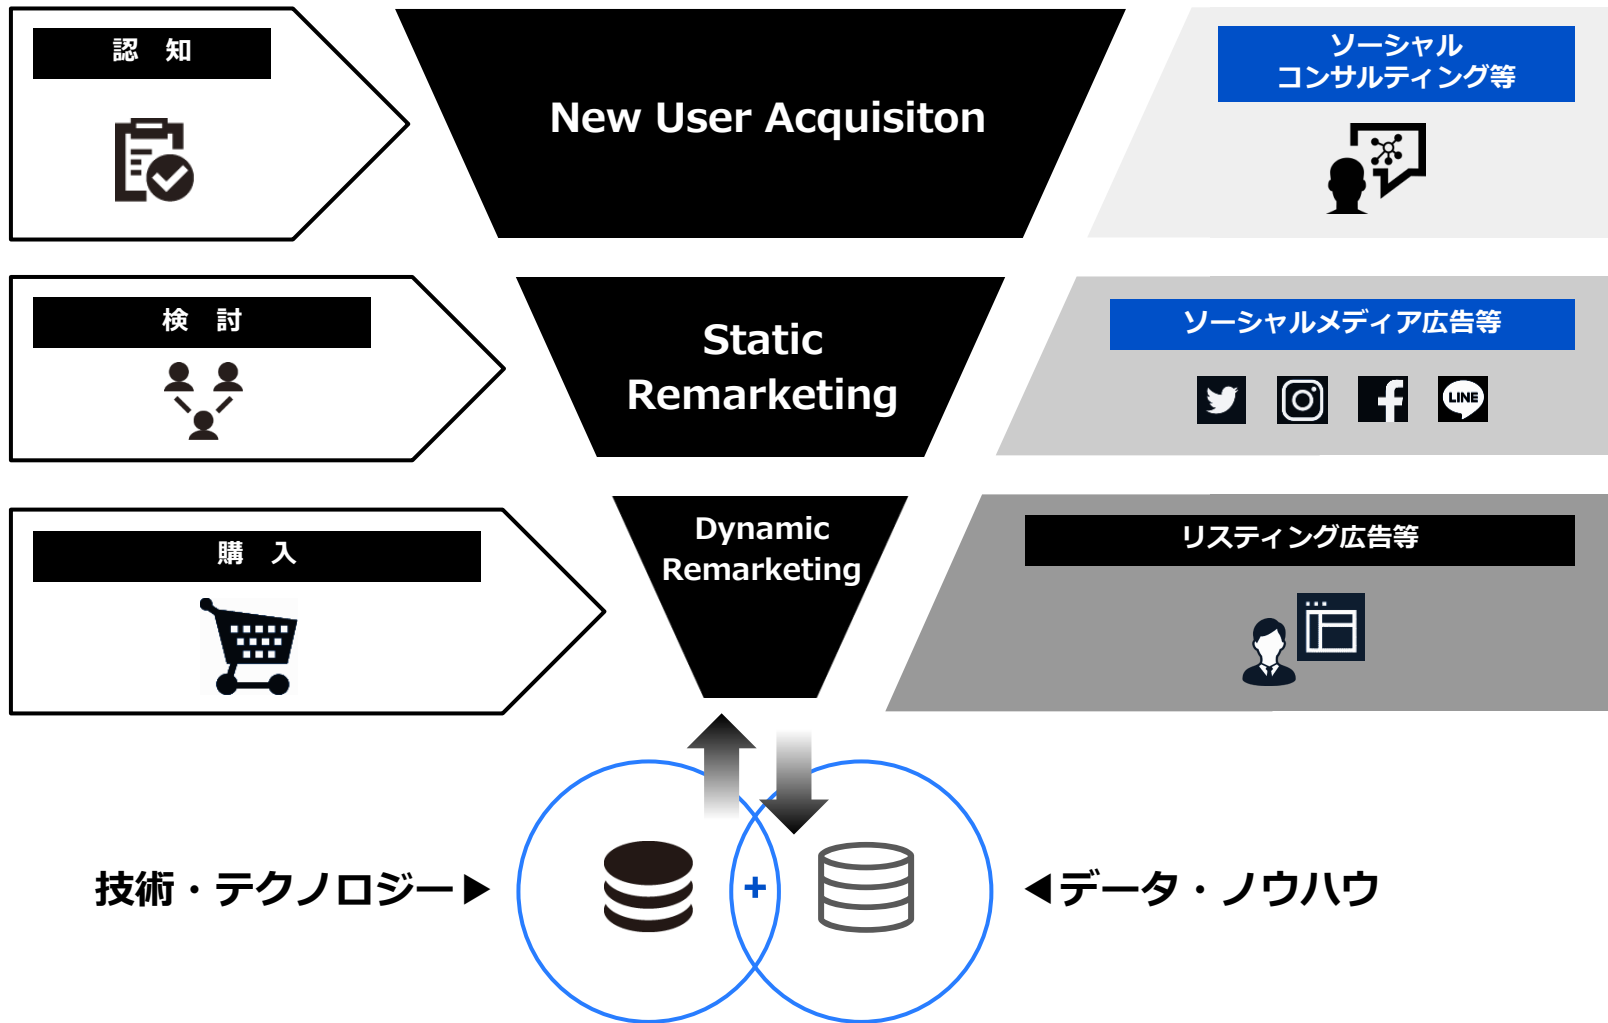 認　知
New User Acquisiton
ソーシャル
コンサルティング等
検　討
Static
Remarketing
ソーシャルメディア広告等
LINE
購　入
Dynamic
Remarketing
リスティング広告等
技術・テクノロジー▶
+
◀データ・ノウハウ